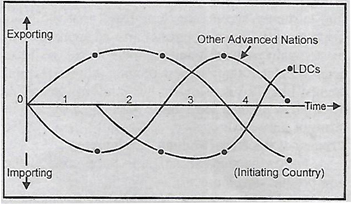 Exporting
Other Advanced Nations
LDCs
0 1 2 3 4 Time
Importing
(Initiating Country)